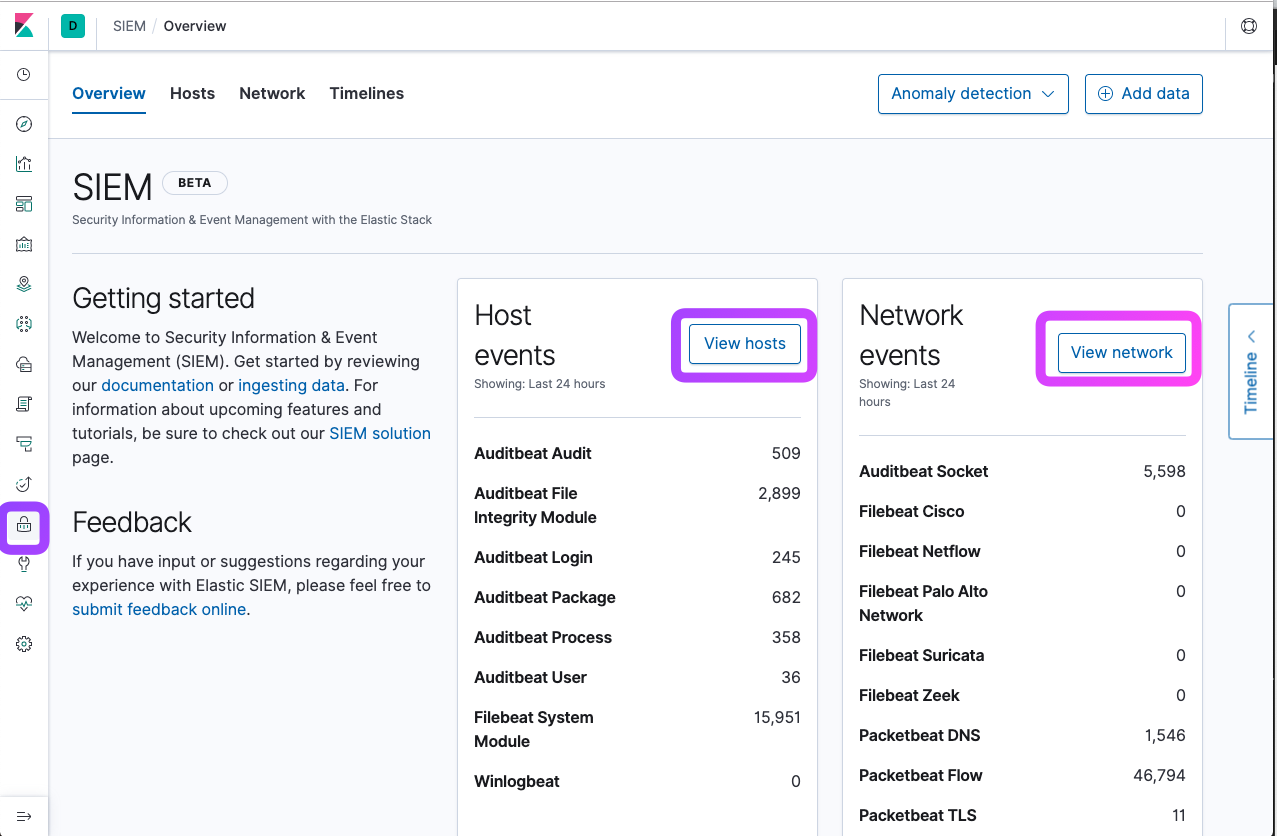 D
SIEM / Overview
Overview
Hosts
Network
Timelines
Anomaly detection
Add data
SIEM
BETA
Security Information & Event Management with the Elastic Stack
Getting started
Welcome to Security Information & Event
Management (SIEM). Get started by reviewing
our documentation or ingesting data. For
information about upcoming features and
tutorials, be sure to check out our SIEM solution
page.
Feedback
If you have input or suggestions regarding your
experience with Elastic SIEM, please feel free to
submit feedback online.
Host
events
Showing: Last 24 hours
View hosts
Auditbeat Audit 509
Auditbeat File 2,899
Integrity Module
Auditbeat Login 245
Auditbeat Package 682
Auditbeat Process 358
Auditbeat User 36
Filebeat System 15,951
Module
Winlogbeat 0
Network
events
Showing: Last 24
hours
View network
Auditbeat Socket 5,598
Filebeat Cisco 0
Filebeat Netflow 0
Filebeat Palo Alto 0
Network
Filebeat Suricata 0
Filebeat Zeek 0
Packetbeat DNS 1,546
Packetbeat Flow 46,794
Packetbeat TLS 11
Timeline